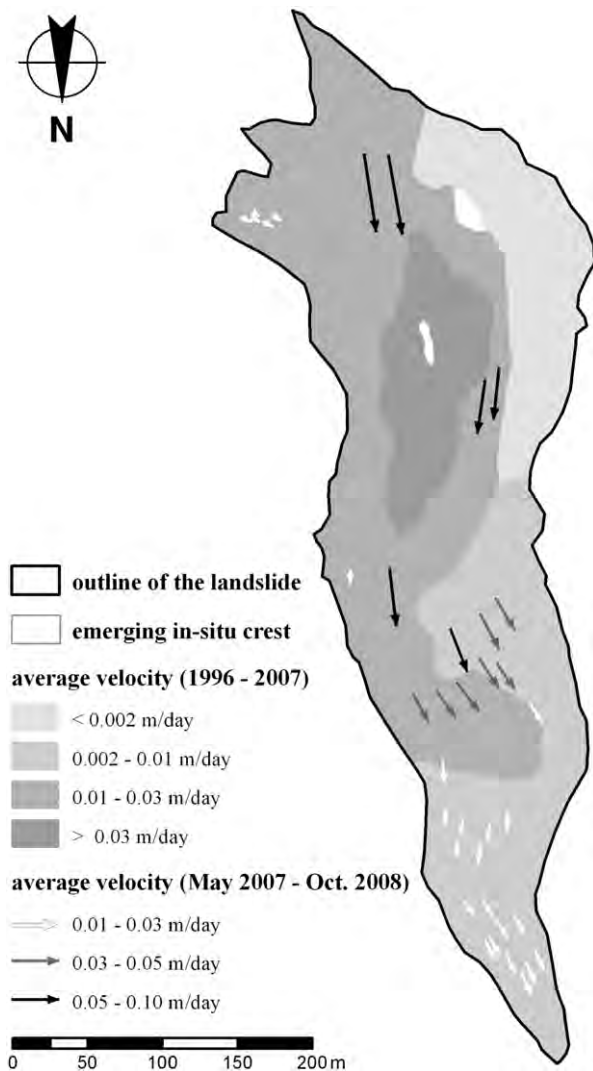 N
outline of the landslide
emerging in-situ crest
average velocity (1996 - 2007)
< 0.002 m/day
0.002 - 0.01 m/day
0.01 - 0.03 m/day
> 0.03 m/day
average velocity (May 2007 - Oct. 2008)
0.01 - 0.03 m/day
0.03 - 0.05 m/day
0.05 - 0.10 m/day
0 50 100 150 200 m